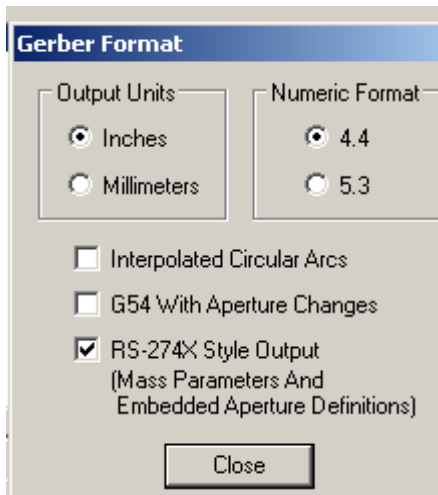 Gerber Format
Output Units
Numeric Format
Inches
4.4
Millimeters
5.3
Interpolated Circular Arcs
G54 With Aperture Changes
RS-274X Style Output
(Mass Parameters And
Embedded Aperture Definitions)
Close